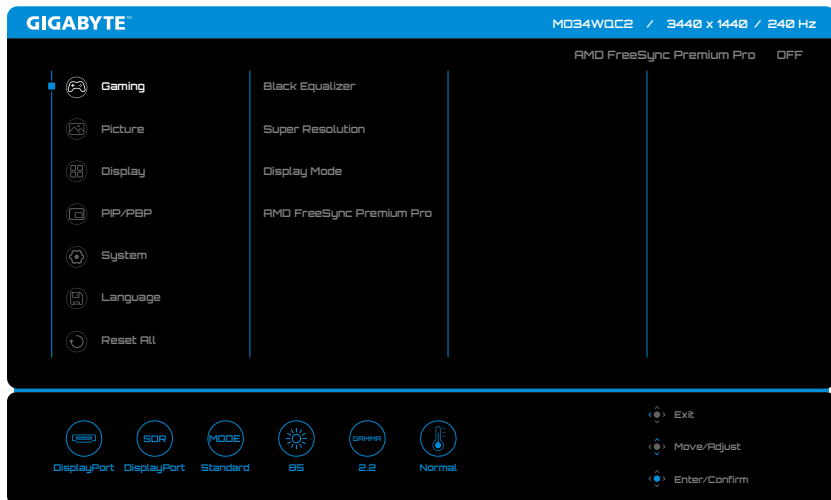 GIGABYTE™
MO34WQC2 / 3440 x 1440 / 240 Hz
AMD FreeSync Premium Pro OFF
Gaming
Picture
Display
PIP/PBP
System
Language
Reset All
Black Equalizer
Super Resolution
Display Mode
AMD FreeSync Premium Pro
DisplayPort
SDR
DisplayPort
MODE
Standard
85
GAMMA
2.2
Normal
Exit
Move/Adjust
Enter/Confirm